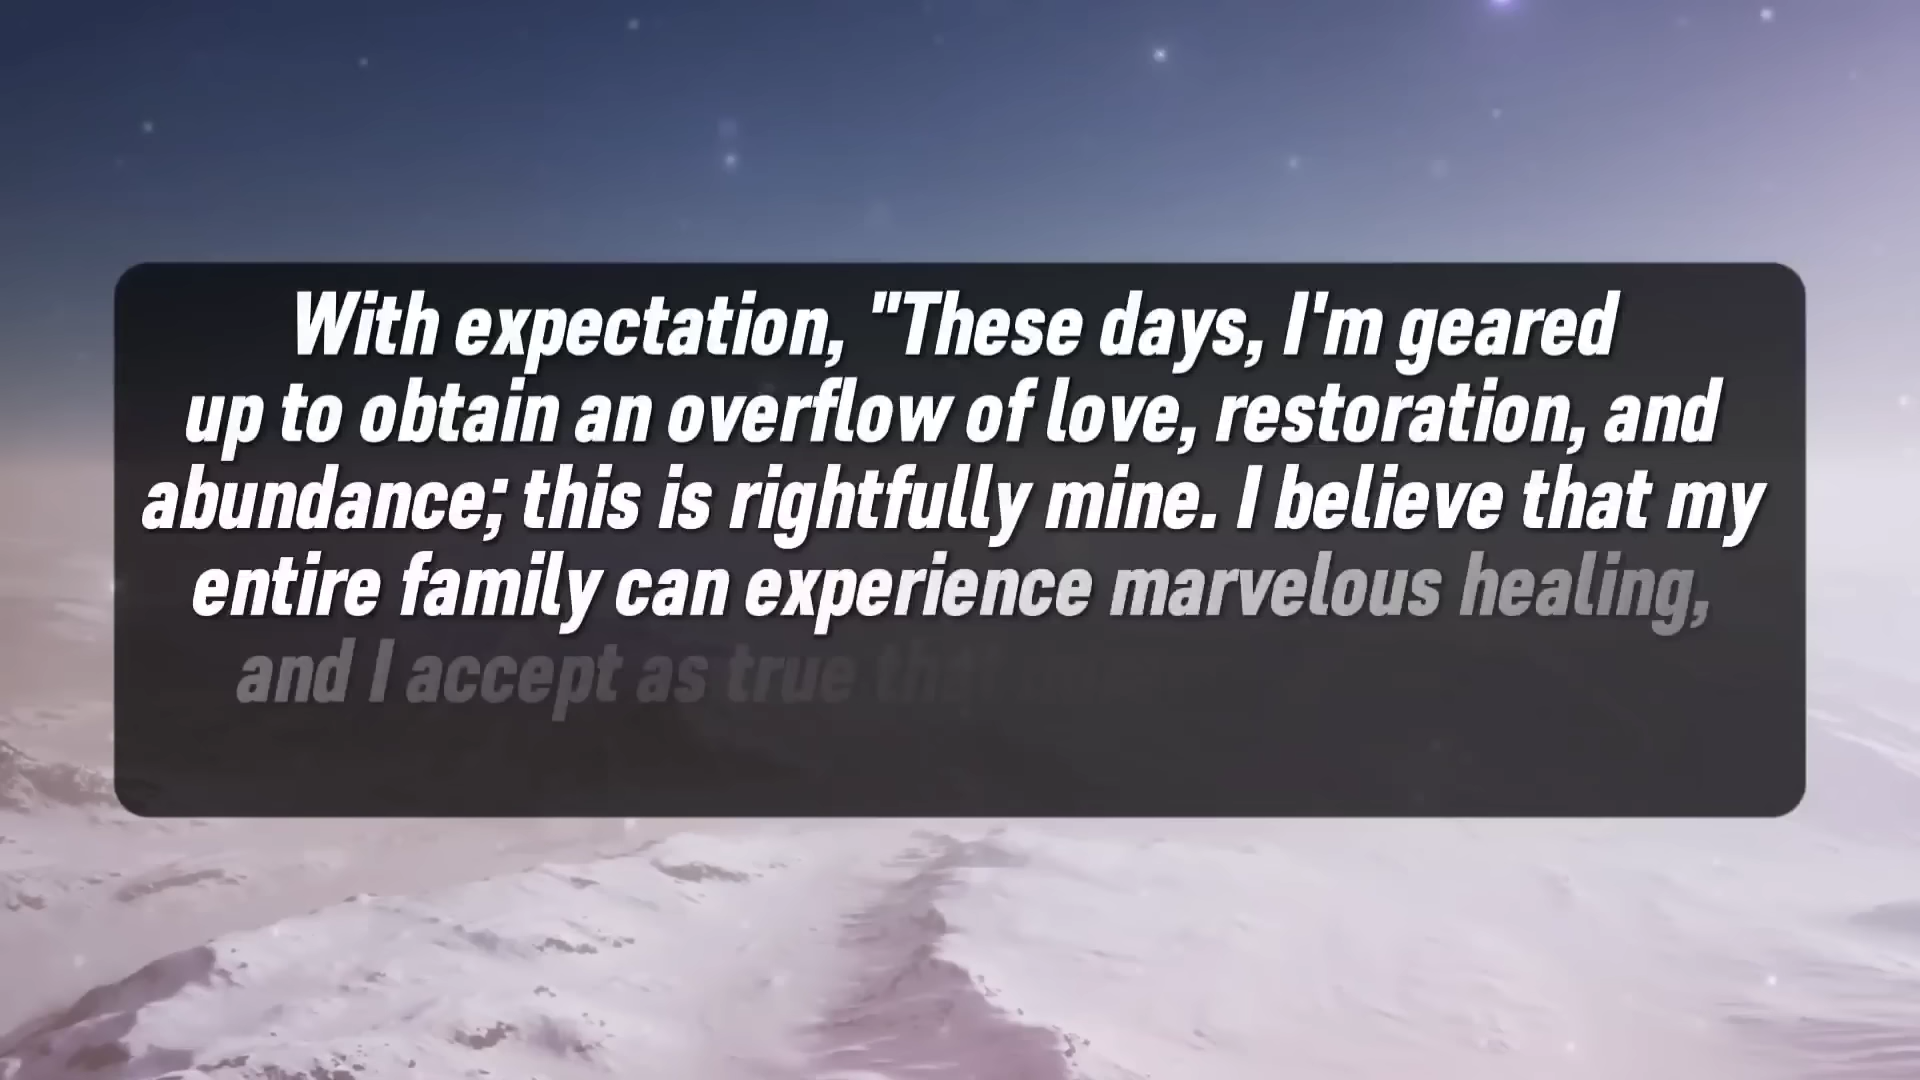 With expectation, "These days, I'm geared
up to obtain an overflow of love, restoration, and
abundance; this is rightfully mine. I believe that my
entire family can experience marvelous healing,
and I accept as true that